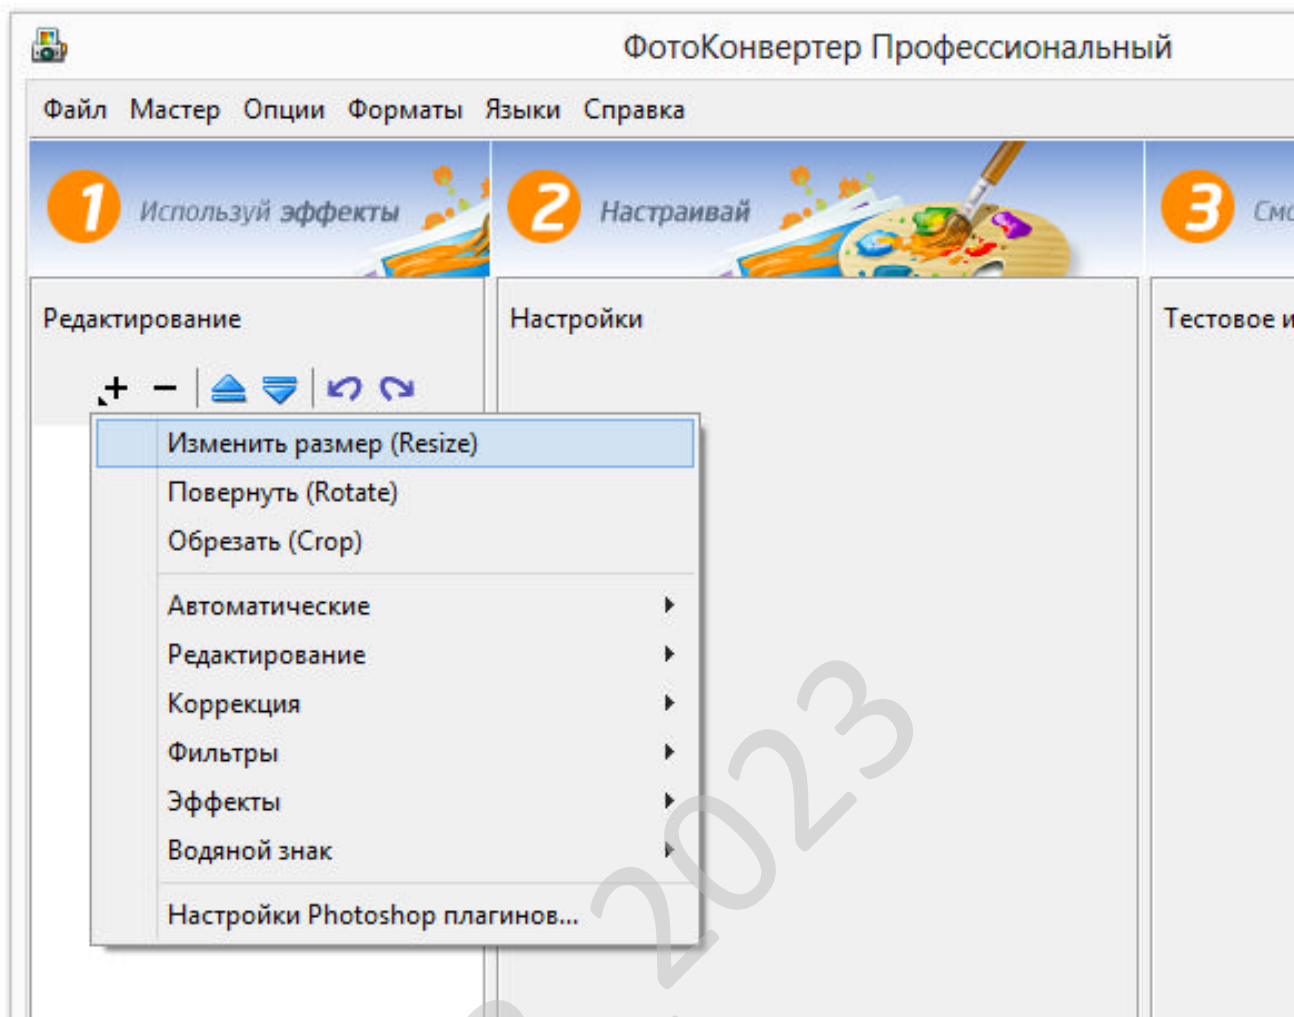 ФотоКонвертер Профессиональный
Файл Мастер Опции Форматы Языки Справка
1 Используй эффекты 2 Настраивай 3
Редактирование Настройки Тестовое
Изменить размер (Resize)
Повернуть (Rotate)
Обрезать (Crop)
Автоматические
Редактирование
Коррекция
Фильтры
Эффекты
Водяной знак
Настройки Photoshop плагинов...
2023